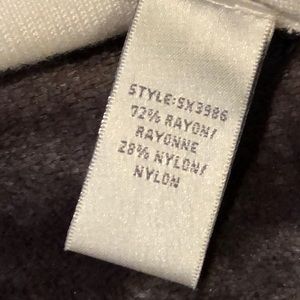 STYLE:SX3986
72% RAYON/
RAYONNE
28% NYLON/
NYLON